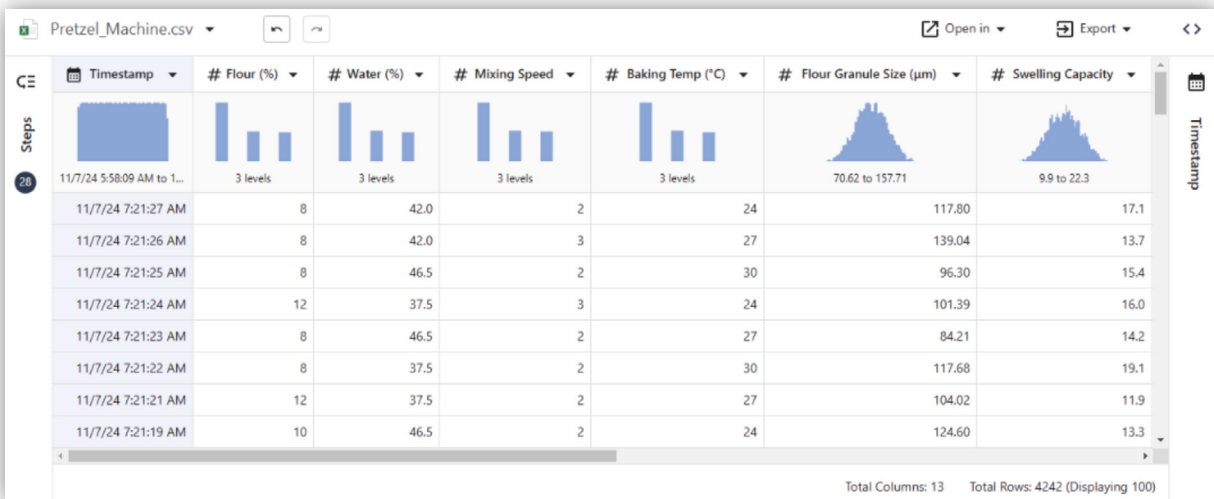 Pretzel_Machine.csv
Open in
Export
Steps
28
Timestamp
# Flour (%)
# Water (%)
# Mixing Speed
# Baking Temp (°C)
# Flour Granule Size (µm)
# Swelling Capacity
Timestamp
11/7/24 5:58:09 AM to 1...
3 levels
3 levels
3 levels
3 levels
70.62 to 157.71
9.9 to 22.3
11/7/24 7:21:27 AM 8 42.0 2 24 117.80 17.1
11/7/24 7:21:26 AM 8 42.0 3 27 139.04 13.7
11/7/24 7:21:25 AM 8 46.5 2 30 96.30 15.4
11/7/24 7:21:24 AM 12 37.5 3 24 101.39 16.0
11/7/24 7:21:23 AM 8 46.5 2 27 84.21 14.2
11/7/24 7:21:22 AM 8 37.5 2 30 117.68 19.1
11/7/24 7:21:21 AM 12 37.5 2 27 104.02 11.9
11/7/24 7:21:19 AM 10 46.5 2 24 124.60 13.3
Total Columns: 13 Total Rows: 4242 (Displaying 100)